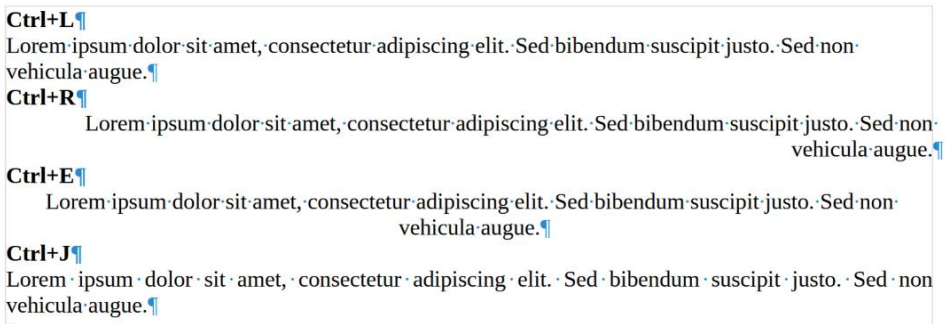 Ctrl+L¶
Lorem·ipsum·dolor·sit·amet,·consectetur·adipiscing·elit.·Sed·bibendum·suscipit·justo.·Sed·non·
vehicula·augue.¶
Ctrl+R¶
Lorem·ipsum·dolor·sit·amet,·consectetur·adipiscing·elit.·Sed·bibendum·suscipit·justo.·Sed·non·
vehicula·augue.¶
Ctrl+E¶
Lorem·ipsum·dolor·sit·amet,·consectetur·adipiscing·elit.·Sed·bibendum·suscipit·justo.·Sed·non·
vehicula·augue.¶
Ctrl+J¶
Lorem·ipsum·dolor·sit·amet,·consectetur·adipiscing·elit.·Sed·bibendum·suscipit·justo.·Sed·non
vehicula·augue.¶